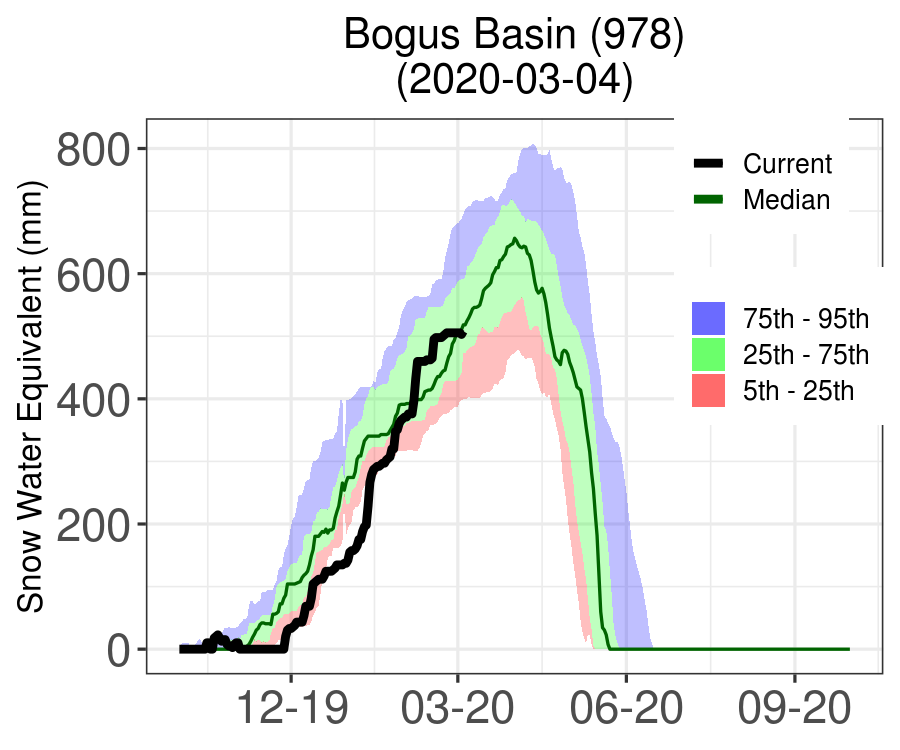 Bogus Basin (978)
(2020-03-04)
Snow Water Equivalent (mm)
800
600
400
200
0
12-19
03-20
06-20
09-20
Current
Median
75th - 95th
25th - 75th
5th - 25th